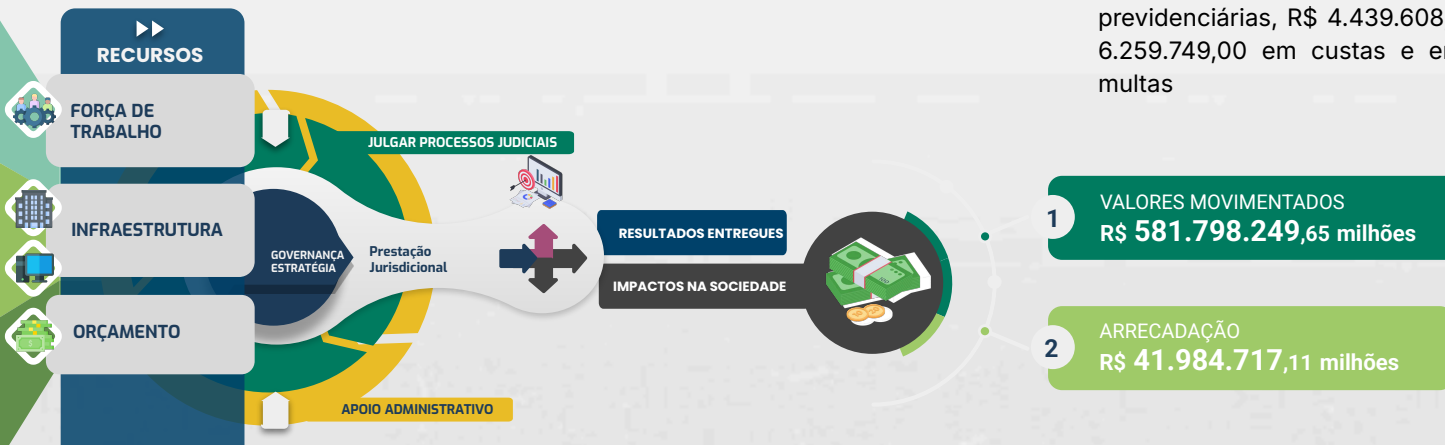 previdenciárias, R$ 4.439.608
6.259.749,00 em custas e
multas
RECURSOS
FORÇA DE
TRABALHO
INFRAESTRUTURA
ORÇAMENTO
JULGAR PROCESSOS JUDICIAIS
GOVERNANÇA
ESTRATÉGIA
Prestação
Jurisdicional
APOIO ADMINISTRATIVO
RESULTADOS ENTREGUES
IMPACTOS NA SOCIEDADE
1
VALORES MOVIMENTADOS
R$ 581.798.249,65 milhões
2
ARRECADAÇÃO
R$ 41.984.717,11 milhões